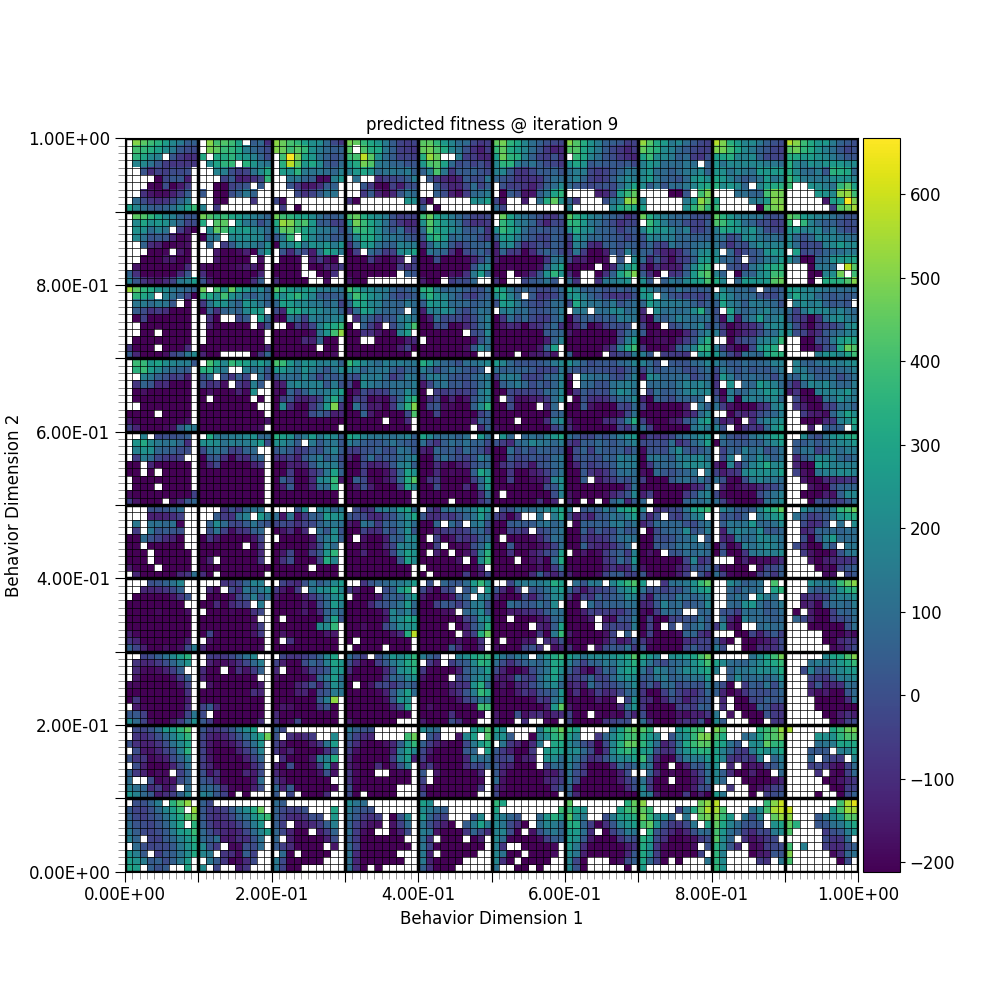 predicted fitness @ iteration 9
1.00E+00
8.00E-01
6.00E-01
4.00E-01
2.00E-01
0.00E+00
Behavior Dimension 2
0.00E+00 2.00E-01 4.00E-01 6.00E-01 8.00E-01 1.00E+00
Behavior Dimension 1
600
500
400
300
200
100
0
−100
−200